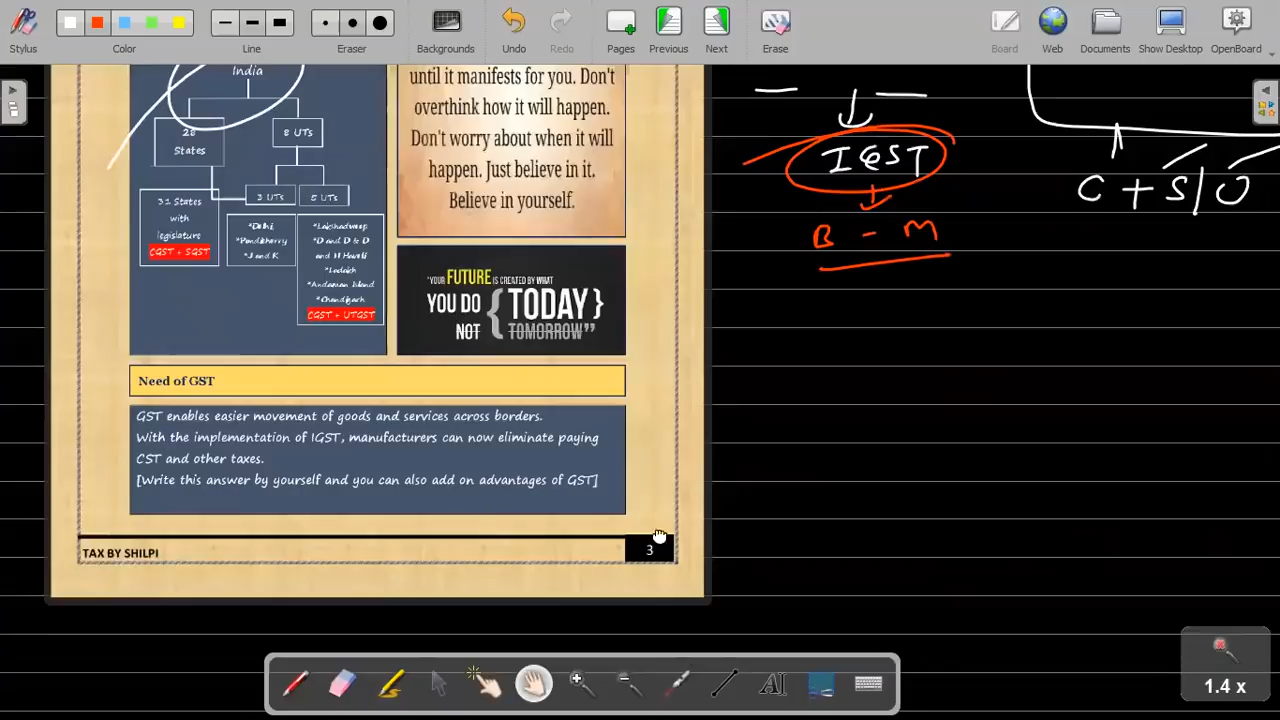 Stylus
Color
Line
Eraser
Backgrounds
Undo
Redo
Pages
Previous
Next
Erase
Board
Web
Documents
Show Desktop
OpenBoard
India
28
States
8 UTs
3 UTs
5 UTs
31 States
with
legislature
CGST + SGST
*Delhi
*Pondicherry
*J and K
*Lakshadweep
*D and D & D
and N Haveli
*Ladakh
*Andaman Island
*Chandigarh
CGST + UTGST
until it manifests for you. Don't
overthink how it will happen.
Don't worry about when it will
happen. Just believe in it.
Believe in yourself.
"YOUR FUTURE IS CREATED BY WHAT
YOU DO {TODAY}
NOT TOMORROW"
Need of GST
GST enables easier movement of goods and services across borders.
With the implementation of IGST, manufacturers can now eliminate paying
CST and other taxes.
[Write this answer by yourself and you can also add on advantages of GST]
TAX BY SHILPI
3
IGST
B - M
C + S/U
AI
1.4 x